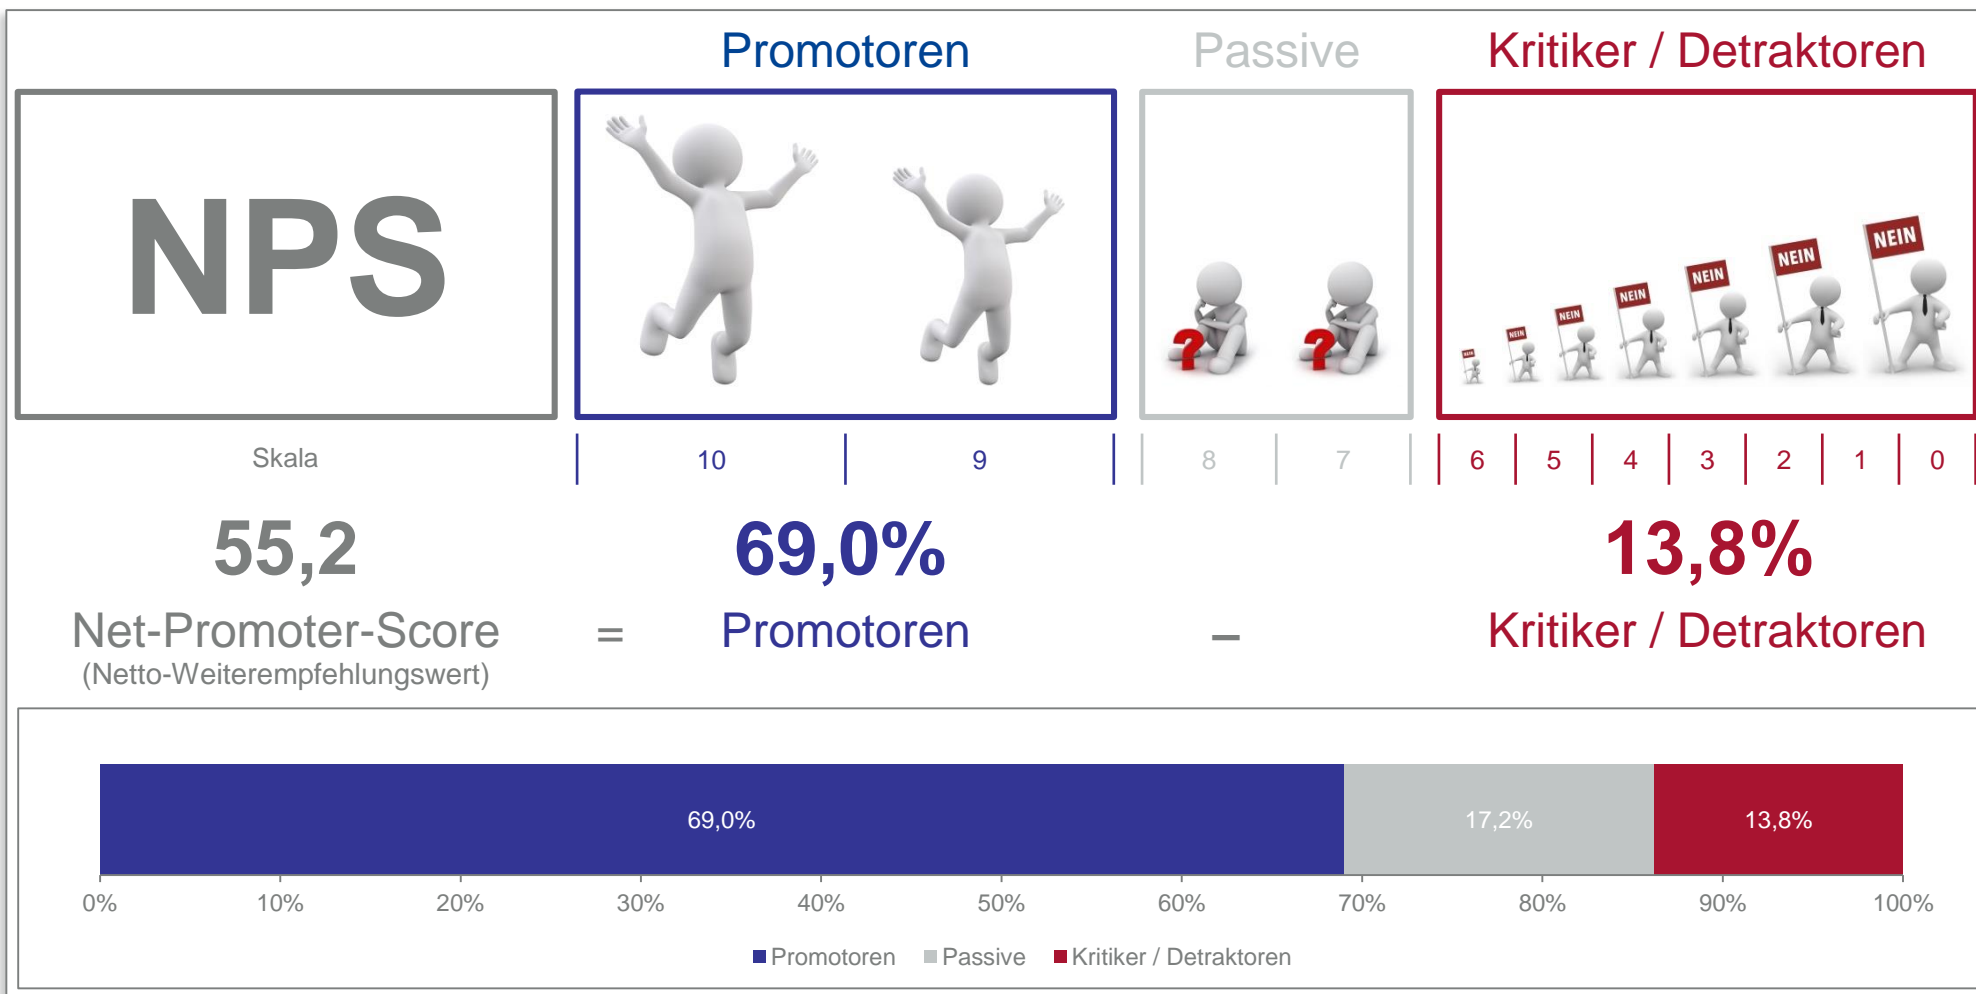 Promotoren Passive Kritiker / Detraktoren
NPS
NEIN NEIN NEIN NEIN NEIN NEIN NEIN
Skala 10 9 8 7 6 5 4 3 2 1 0
55,2 69,0% 13,8%
Net-Promoter-Score = Promotoren – Kritiker / Detraktoren
(Netto-Weiterempfehlungswert)
69,0% 17,2% 13,8%
0% 10% 20% 30% 40% 50% 60% 70% 80% 90% 100%
Promotoren Passive Kritiker / Detraktoren